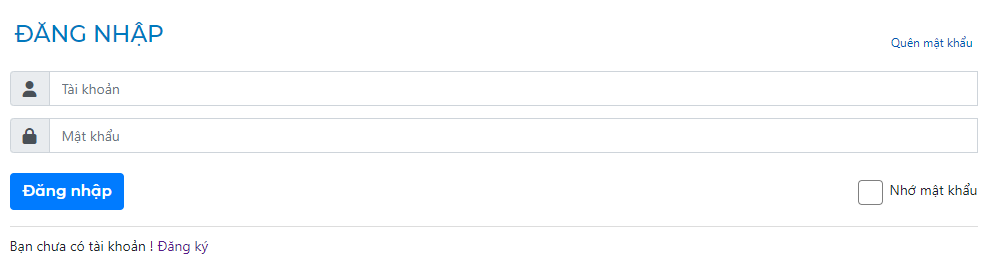 ĐĂNG NHẬP
Quên mật khẩu
Tài khoản
Mật khẩu
Đăng nhập
Nhớ mật khẩu
Bạn chưa có tài khoản ! Đăng ký